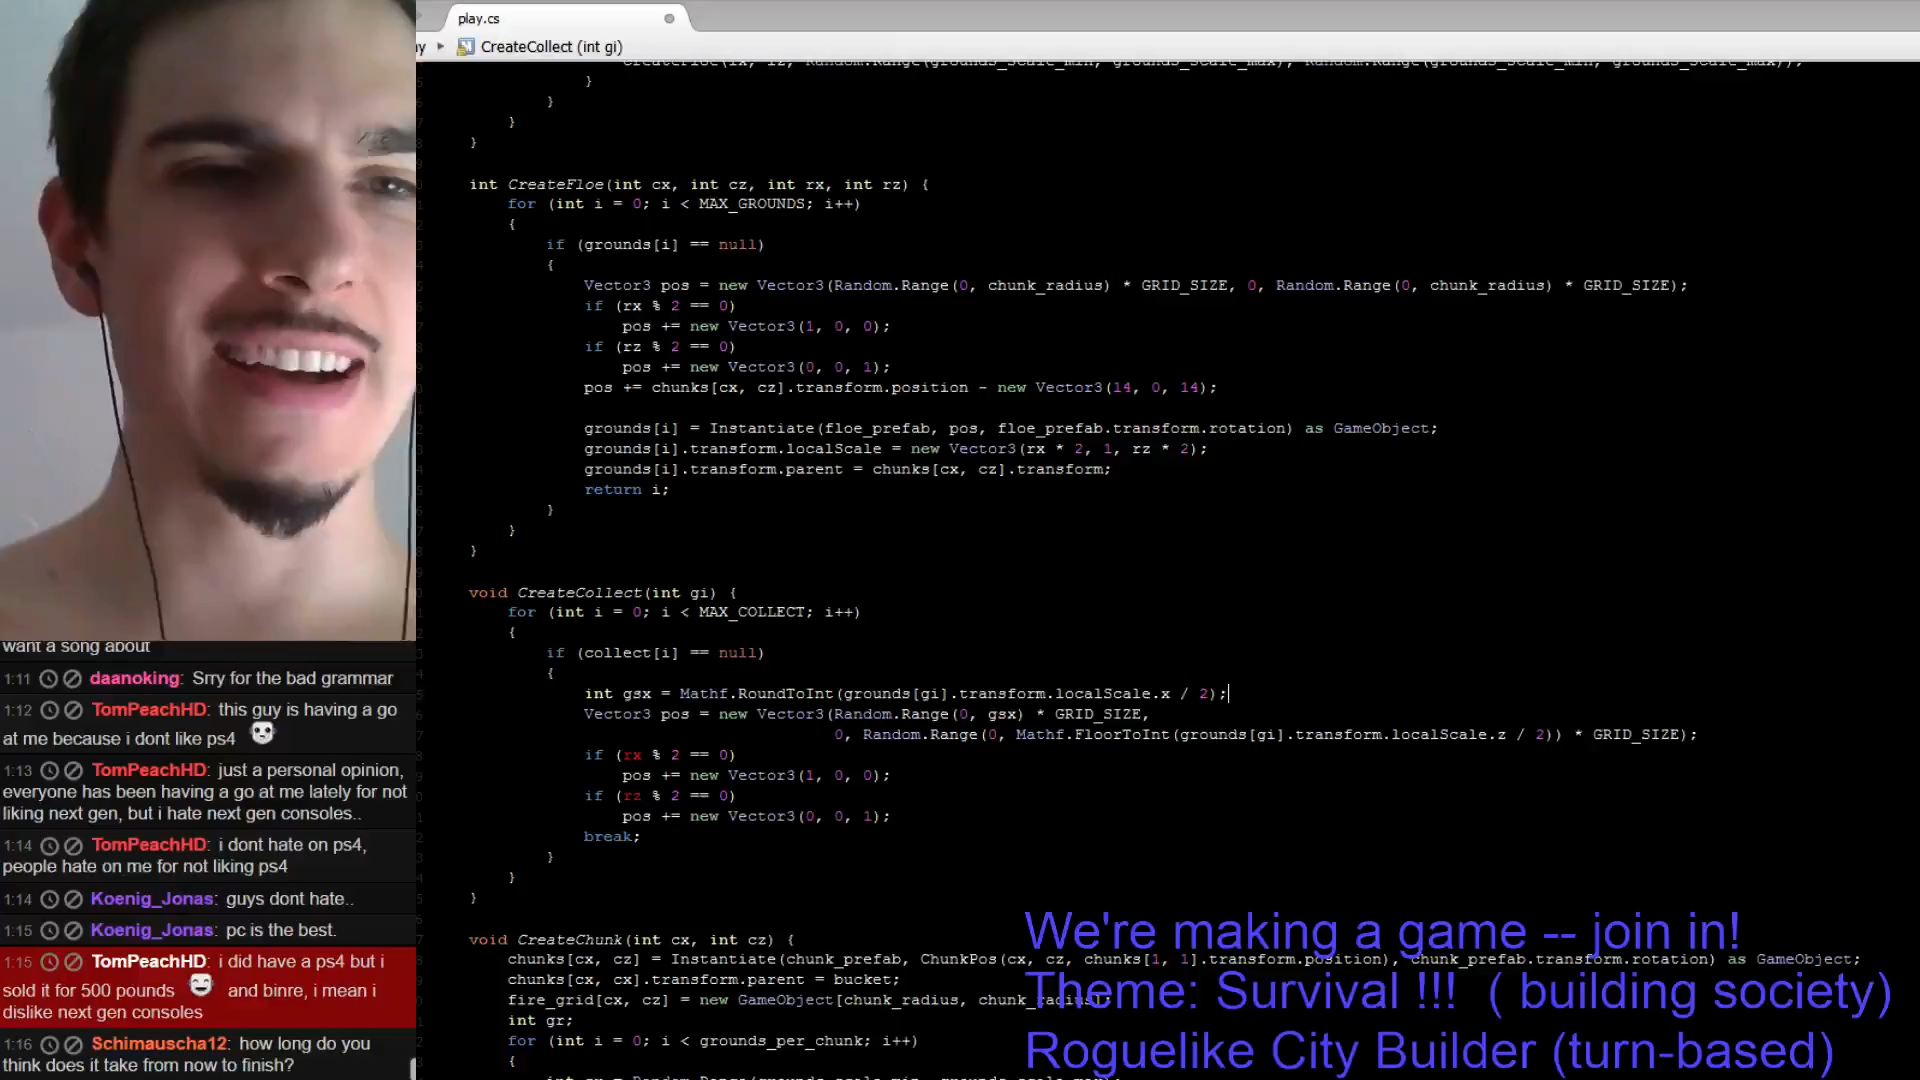 play.cs
CreateCollect (int gi)
}
}
}
}
int CreateFloe(int cx, int cz, int rx, int rz) {
for (int i = 0; i < MAX_GROUNDS; i++)
{
if (grounds[i] == null)
{
Vector3 pos = new Vector3(Random.Range(0, chunk_radius) * GRID_SIZE, 0, Random.Range(0, chunk_radius) * GRID_SIZE);
if (rx % 2 == 0)
pos += new Vector3(1, 0, 0);
if (rz % 2 == 0)
pos += new Vector3(0, 0, 1);
pos += chunks[cx, cz].transform.position - new Vector3(14, 0, 14);
grounds[i] = Instantiate(floe_prefab, pos, floe_prefab.transform.rotation) as GameObject;
grounds[i].transform.localScale = new Vector3(rx * 2, 1, rz * 2);
grounds[i].transform.parent = chunks[cx, cz].transform;
return i;
}
}
}
void CreateCollect(int gi) {
for (int i = 0; i < MAX_COLLECT; i++)
{
if (collect[i] == null)
{
int gsx = Mathf.RoundToInt(grounds[gi].transform.localScale.x / 2);
Vector3 pos = new Vector3(Random.Range(0, gsx) * GRID_SIZE,
0, Random.Range(0, Mathf.FloorToInt(grounds[gi].transform.localScale.z / 2)) * GRID_SIZE);
if (rx % 2 == 0)
pos += new Vector3(1, 0, 0);
if (rz % 2 == 0)
pos += new Vector3(0, 0, 1);
break;
}
}
}
void CreateChunk(int cx, int cz) {
chunks[cx, cz] = Instantiate(chunk_prefab, ChunkPos(cx, cz, chunks[1, 1].transform.position), chunk_prefab.transform.rotation) as GameObject;
chunks[cx, cx].transform.parent = bucket;
fire_grid[cx, cz] = new GameObject[chunk_radius, chunk_radius];
int gr;
for (int i = 0; i < grounds_per_chunk; i++)
{
want a song about
1:11 daanoking: Srry for the bad grammar
1:12 TomPeachHD: this guy is having a go
at me because i dont like ps4
1:13 TomPeachHD: just a personal opinion,
everyone has been having a go at me lately for not
liking next gen, but i hate next gen consoles..
1:14 TomPeachHD: i dont hate on ps4,
people hate on me for not liking ps4
1:14 Koenig_Jonas: guys dont hate..
1:15 Koenig_Jonas: pc is the best.
1:15 TomPeachHD: i did have a ps4 but i
sold it for 500 pounds and binre, i mean i
dislike next gen consoles
1:16 Schimauscha12: how long do you
think does it take from now to finish?
We're making a game -- join in!
Theme: Survival !!! ( building society)
Roguelike City Builder (turn-based)